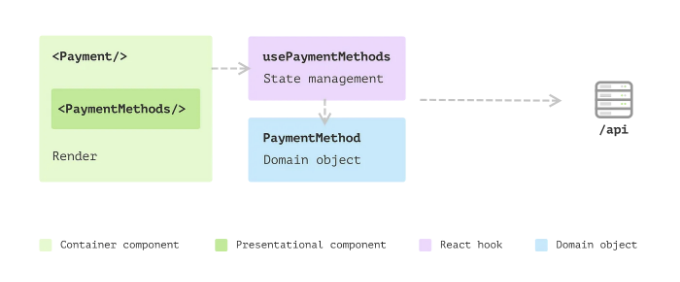 <Payment/>
<PaymentMethods/>
Render
usePaymentMethods
State management
PaymentMethod
Domain object
/api
Container component
Presentational component
React hook
Domain object